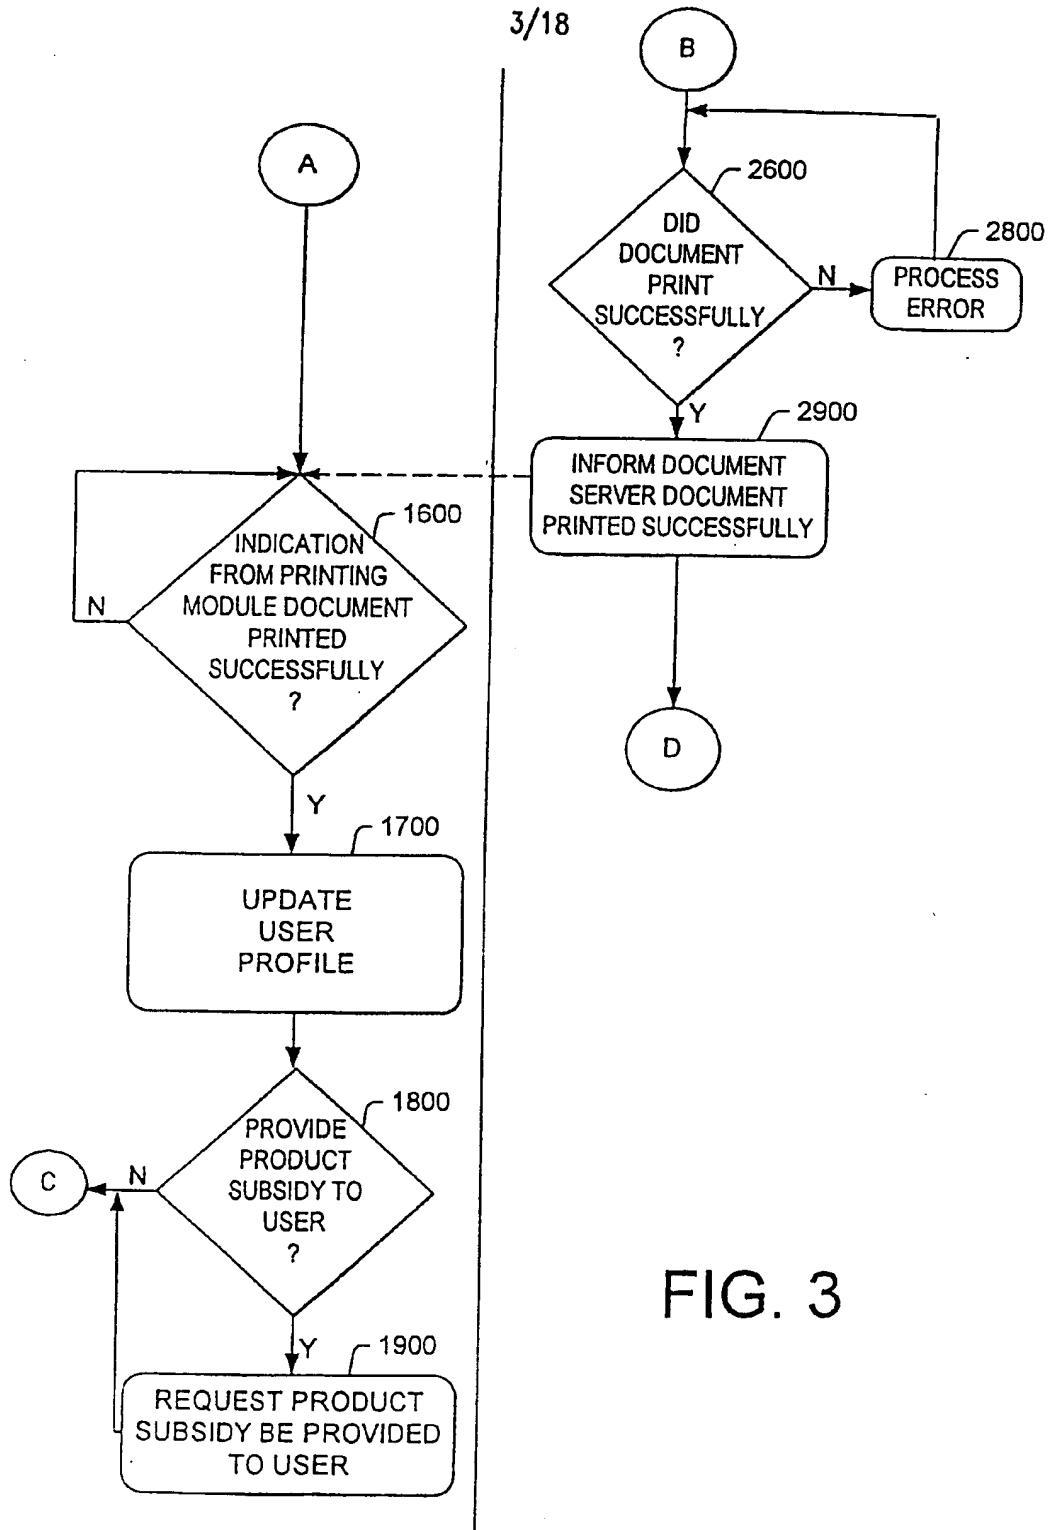 3/18
A
1600
INDICATION
FROM PRINTING
MODULE DOCUMENT
PRINTED
SUCCESSFULLY
?
N
Y
1700
UPDATE
USER
PROFILE
1800
PROVIDE
PRODUCT
SUBSIDY TO
USER
?
N
C
Y
1900
REQUEST PRODUCT
SUBSIDY BE PROVIDED
TO USER
B
2600
DID
DOCUMENT
PRINT
SUCCESSFULLY
?
N
2800
PROCESS
ERROR
Y
2900
INFORM DOCUMENT
SERVER DOCUMENT
PRINTED SUCCESSFULLY
D
FIG. 3